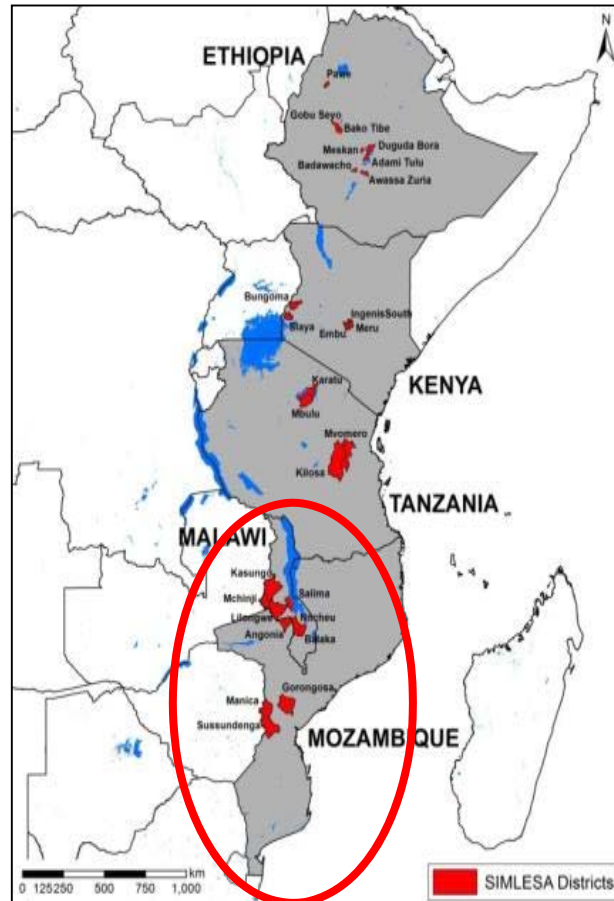 ETHIOPIA
N
Pawe
Gobu Seyo
Bako Tibe
Meskan
Duguda Bora
Adami Tulu
Badawacho
Awassa Zuria
Bungoma
Siaya
IngenisSouth
Embu
Meru
KENYA
Karatu
Mbulu
Mvomero
Kilosa
TANZANIA
MALAWI
Kasungo
Mchinji
Salima
Lilongwe
Ntcheu
Angonia
Balaka
Gorongosa
Manica
Sussundenga
MOZAMBIQUE
km
0 125250 500 750 1,000
SIMLESA Districts